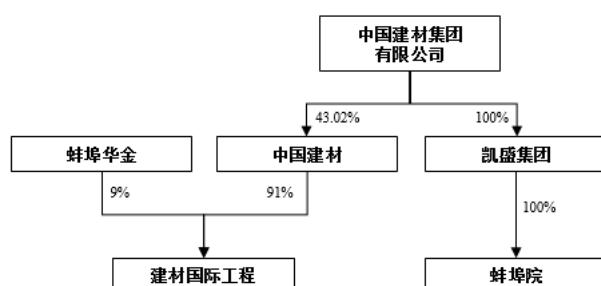 中国建材集团
有限公司
43.02%
100%
蚌埠华金
中国建材
凯盛集团
9%
91%
100%
建材国际工程
蚌埠院